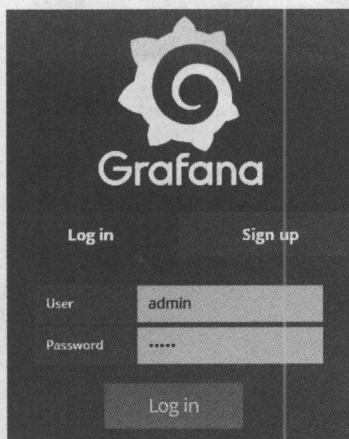 Grafana
Log in Sign up
User admin
Password •••••
Log in